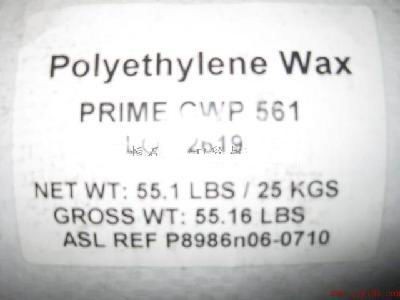 Polyethylene Wax
PRIME CWP 561
2619
NET WT: 55.1 LBS / 25 KGS
GROSS WT: 55.16 LBS
ASL REF P8986n06-0710